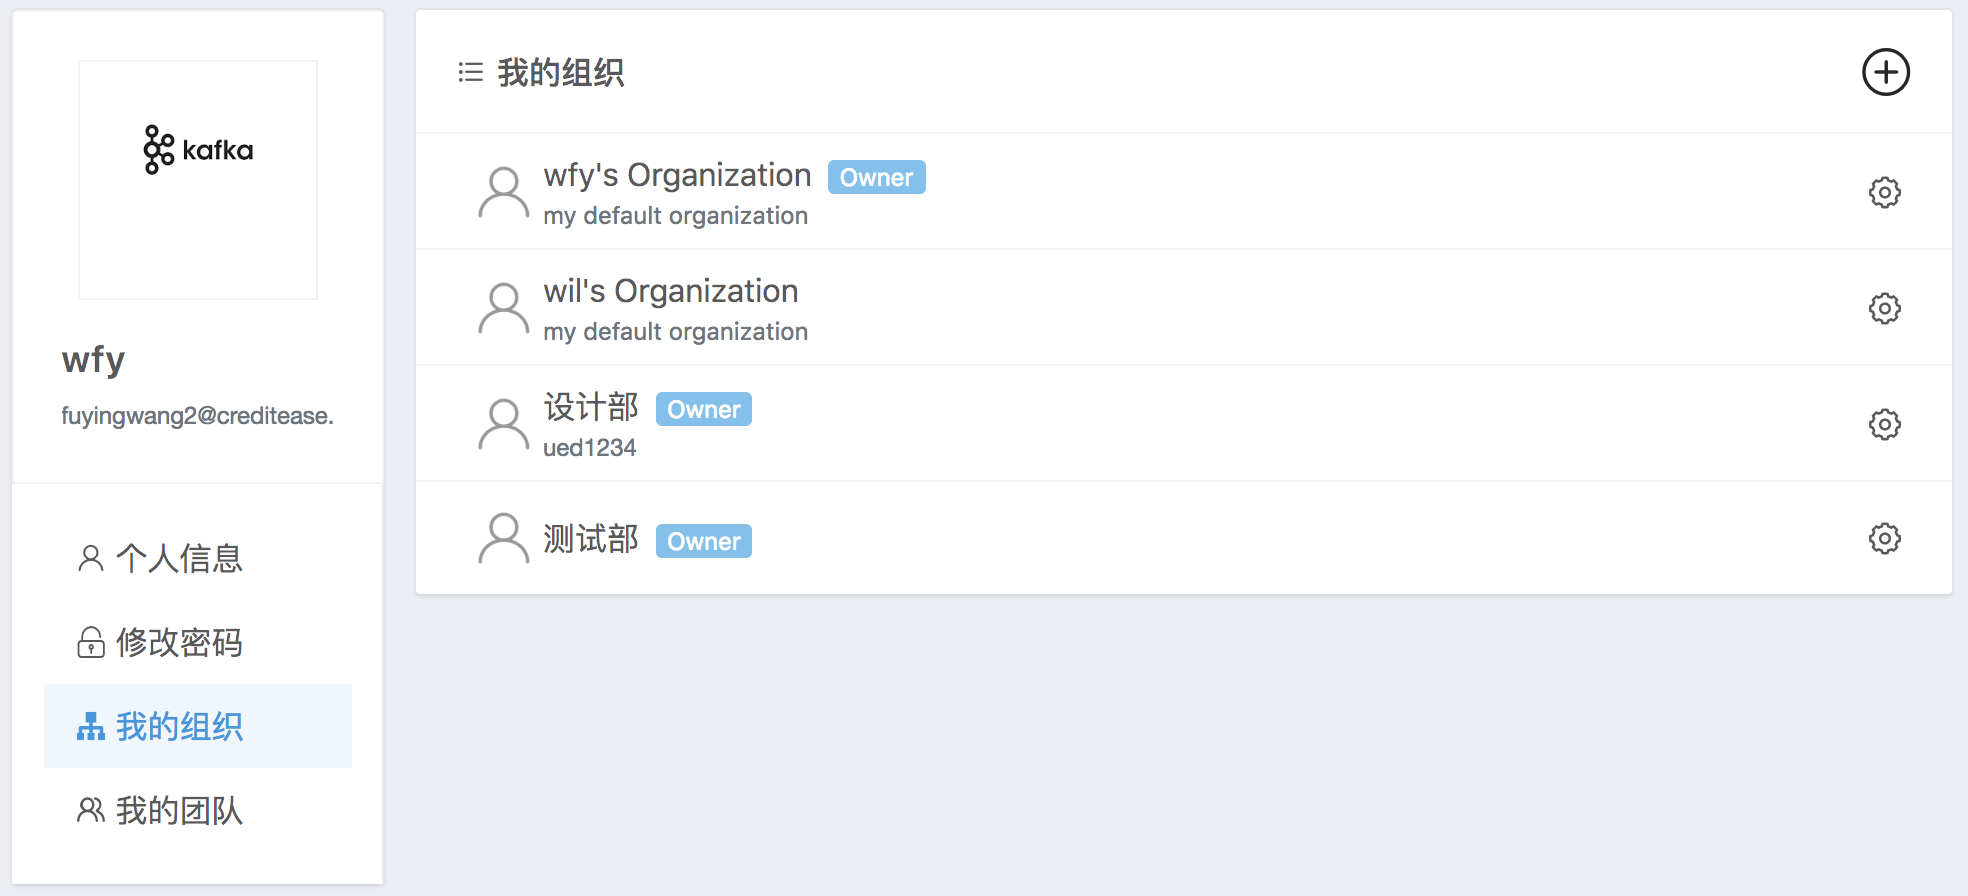 kafka
wfy
fuyingwang2@creditease.
个人信息
修改密码
我的组织
我的团队
我的组织
wfy's Organization Owner
my default organization
wil's Organization
my default organization
设计部 Owner
ued1234
测试部 Owner